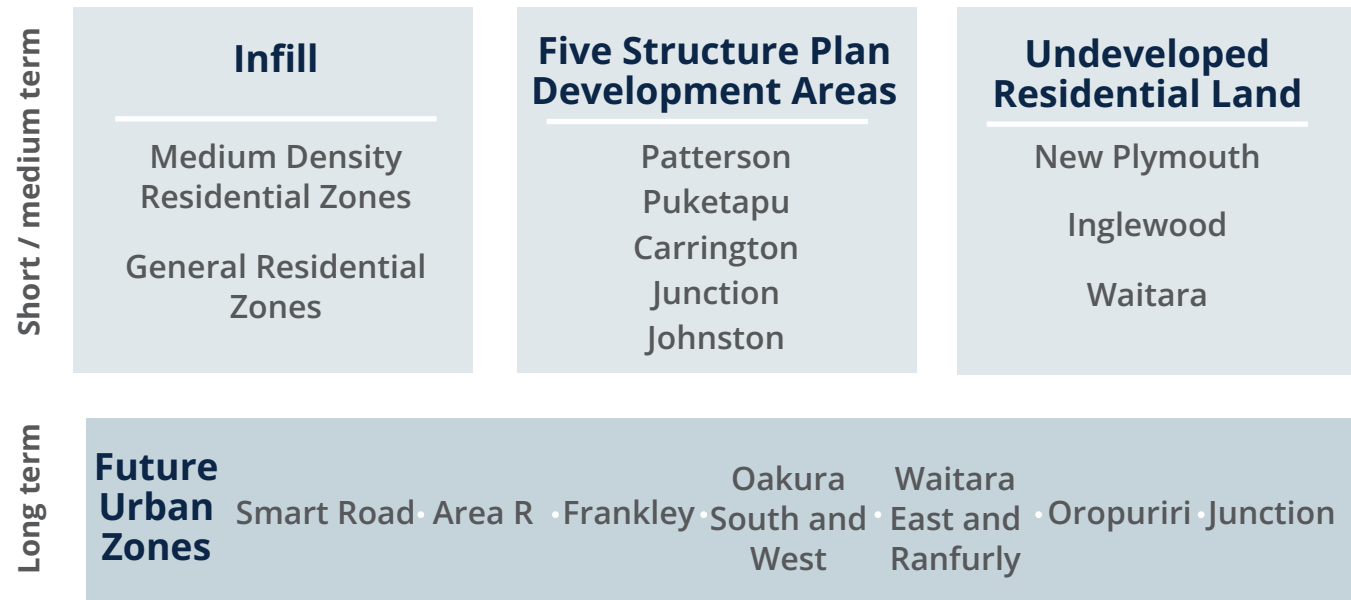 Short / medium term
Infill
Medium Density
Residential Zones
General Residential
Zones
Five Structure Plan
Development Areas
Patterson
Puketapu
Carrington
Junction
Johnston
Undeveloped
Residential Land
New Plymouth
Inglewood
Waitara
Long term
Future
Urban
Zones
Smart Road
Area R
Frankley
Oakura
South and
West
Waitara
East and
Ranfurly
Oropuriri
Junction